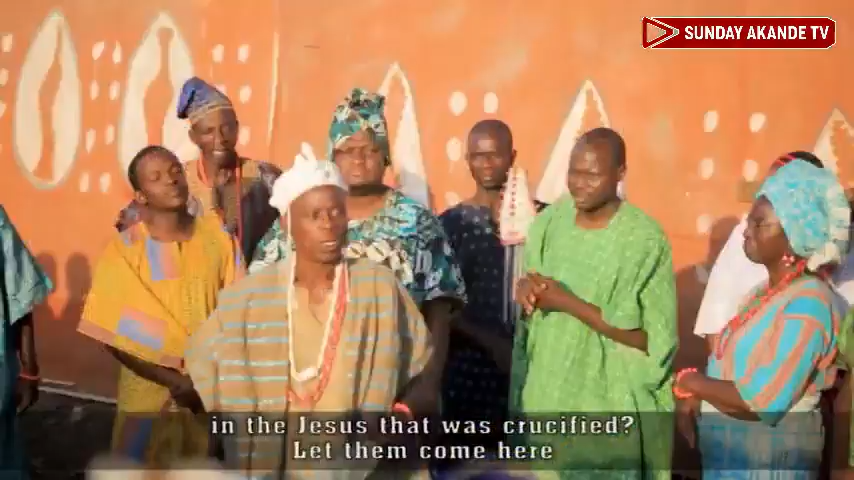 SUNDAY AKANDE TV
in the Jesus that was crucified?
Let them come here